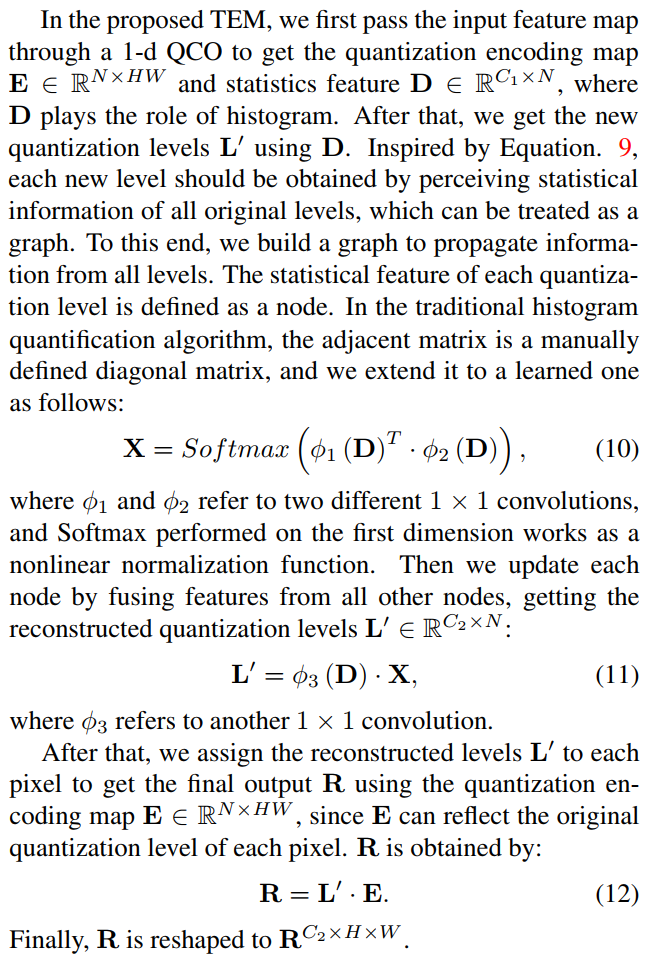 In the proposed TEM, we first pass the input feature map
through a 1-d QCO to get the quantization encoding map
E ∈ ℝ^{N×HW} and statistics feature D ∈ ℝ^{C₁×N}, where
D plays the role of histogram. After that, we get the new
quantization levels L′ using D. Inspired by Equation. 9,
each new level should be obtained by perceiving statistical
information of all original levels, which can be treated as a
graph. To this end, we build a graph to propagate informa-
tion from all levels. The statistical feature of each quantiza-
tion level is defined as a node. In the traditional histogram
quantification algorithm, the adjacent matrix is a manually
defined diagonal matrix, and we extend it to a learned one
as follows:
X = Softmax (ϕ₁ (D)^T · ϕ₂ (D)) , (10)
where ϕ₁ and ϕ₂ refer to two different 1 × 1 convolutions,
and Softmax performed on the first dimension works as a
nonlinear normalization function. Then we update each
node by fusing features from all other nodes, getting the
reconstructed quantization levels L′ ∈ ℝ^{C₂×N}:
L′ = ϕ₃ (D) · X, (11)
where ϕ₃ refers to another 1 × 1 convolution.
After that, we assign the reconstructed levels L′ to each
pixel to get the final output R using the quantization en-
coding map E ∈ ℝ^{N×HW}, since E can reflect the original
quantization level of each pixel. R is obtained by:
R = L′ · E. (12)
Finally, R is reshaped to R^{C₂×H×W}.